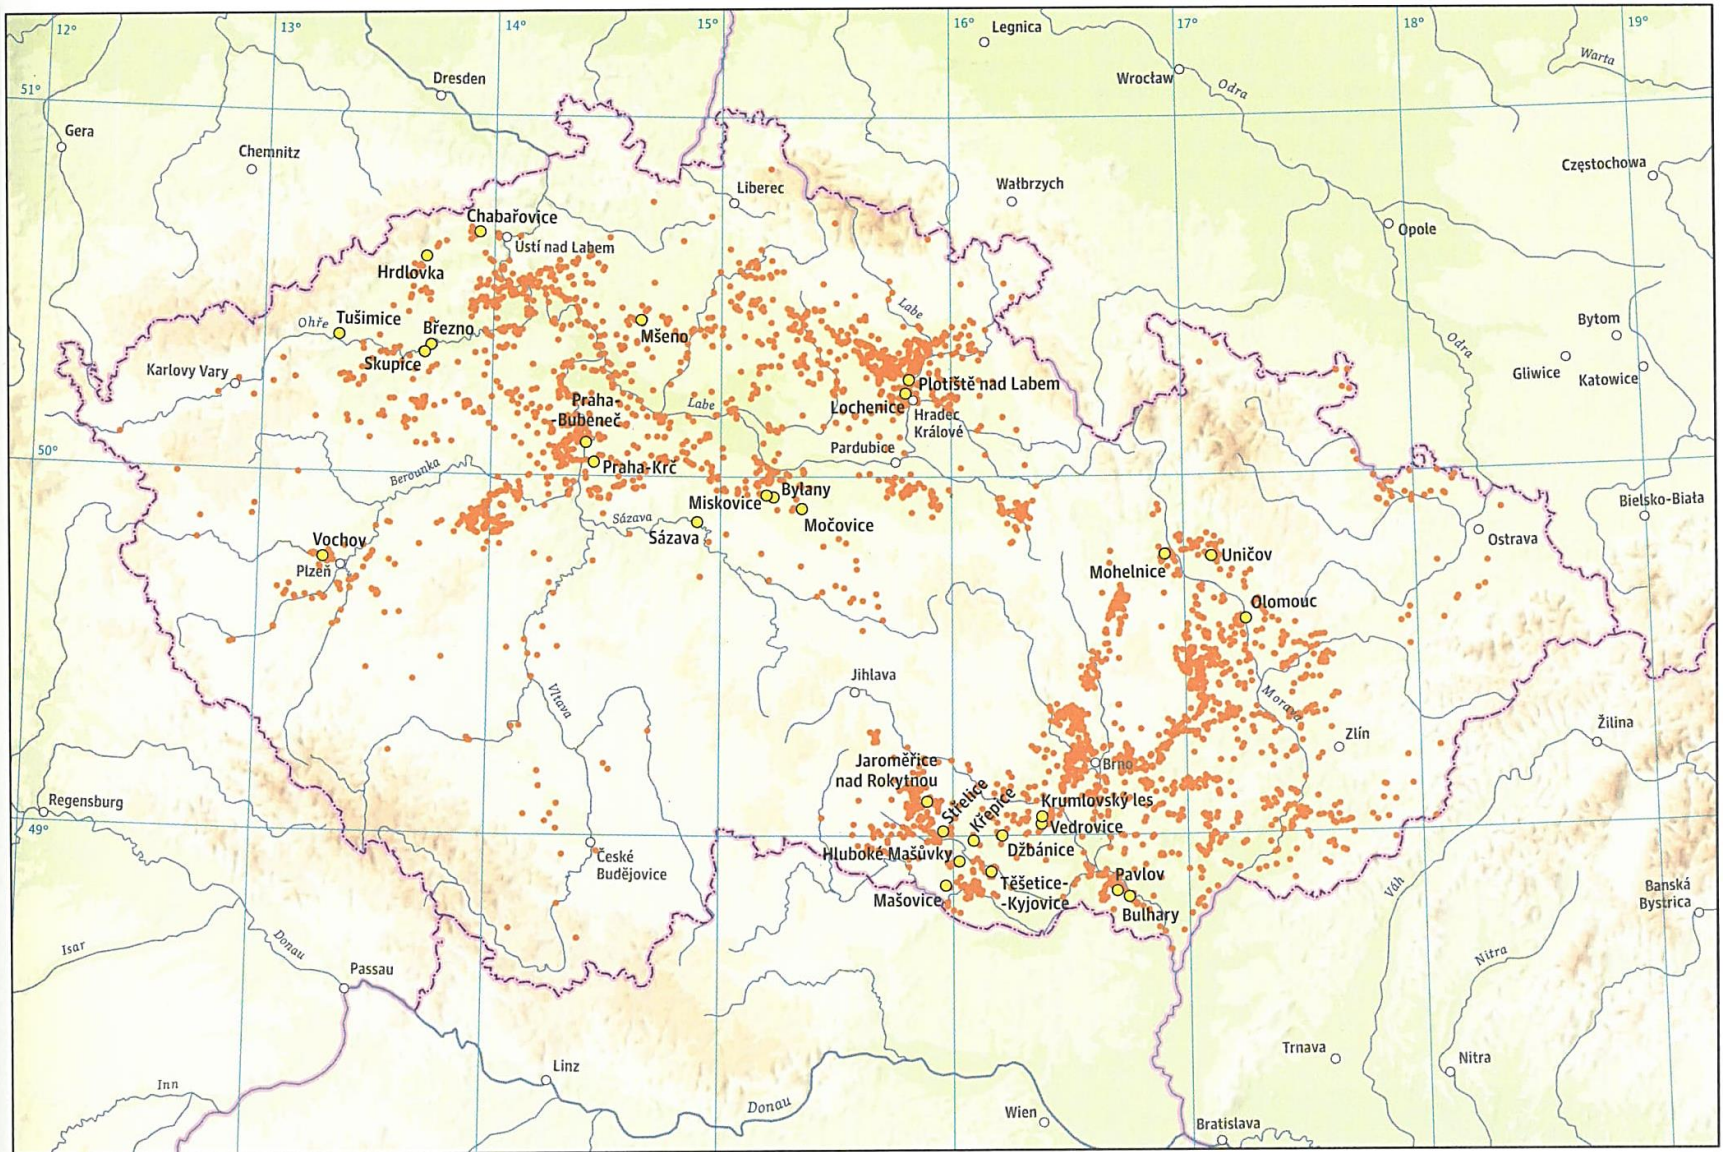 12°
13°
14°
15°
16°
17°
18°
19°
Legnica
Warta
Dresden
Wrocław
Odra
51°
Gera
Chemnitz
Częstochowa
Liberec
Wałbrzych
Chabařovice
Ústí nad Labem
Opole
Hrdlovka
Labe
Ohře
Tušimice
Březno
Mšeno
Bytom
Skupice
Odra
Karlovy Vary
Gliwice
Katowice
Plotiště nad Labem
Praha-
-Bubeneč
Labe
Lochenice
Hradec
Králové
50°
Pardubice
Berounka
Praha-Krč
Bylany
Miskovice
Bielsko-Biała
Močovice
Sázava
Sázava
Vochov
Plzeň
Ostrava
Mohelnice
Uničov
Olomouc
Jihlava
Vltava
Morava
Zlín
Žilina
Jaroměřice
nad Rokytnou
Brno
Střelice
Křepice
Krumlovský les
Vedrovice
Regensburg
49°
Džbánice
Hluboké Mašůvky
České
Budějovice
Těšetice-
-Kyjovice
Pavlov
Mašovice
Bulhary
Váh
Banská
Bystrica
Isar
Donau
Passau
Nitra
Trnava
Nitra
Linz
Inn
Donau
Wien
Bratislava